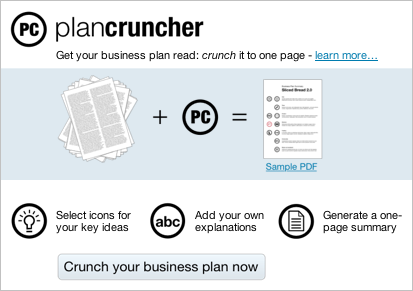 PC plancruncher
Get your business plan read: crunch it to one page - learn more...
+ PC =
Sliced Bread 2.0
Sample PDF
Select icons for
your key ideas
abc
Add your own
explanations
Generate a one-
page summary
Crunch your business plan now